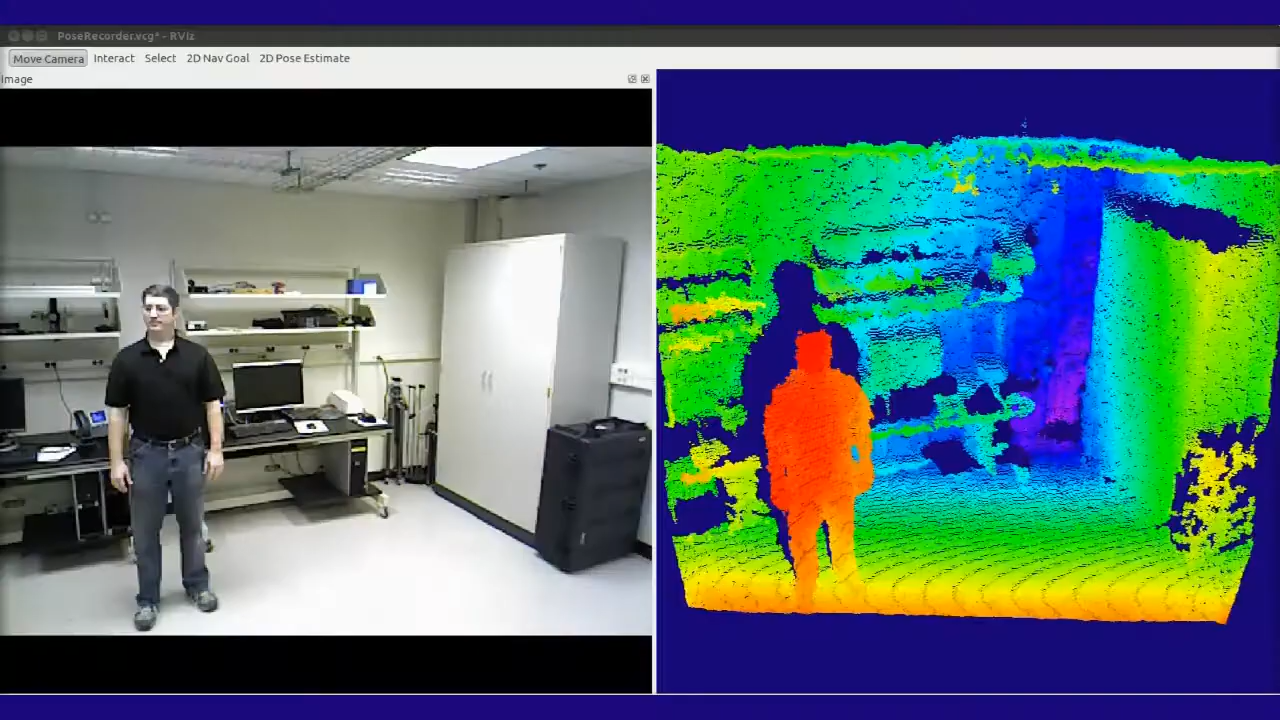 PoseRecorder.vcg* - RViz
Move Camera Interact Select 2D Nav Goal 2D Pose Estimate
Image